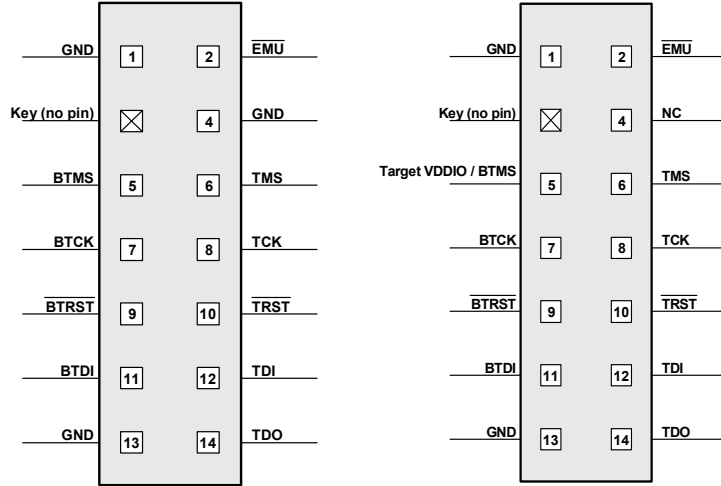 GND 1 2 EMU
Key (no pin) 4 GND
BTMS 5 6 TMS
BTCK 7 8 TCK
BTRST 9 10 TRST
BTDI 11 12 TDI
GND 13 14 TDO
GND 1 2 EMU
Key (no pin) 4 NC
Target VDDIO / BTMS 5 6 TMS
BTCK 7 8 TCK
BTRST 9 10 TRST
BTDI 11 12 TDI
GND 13 14 TDO